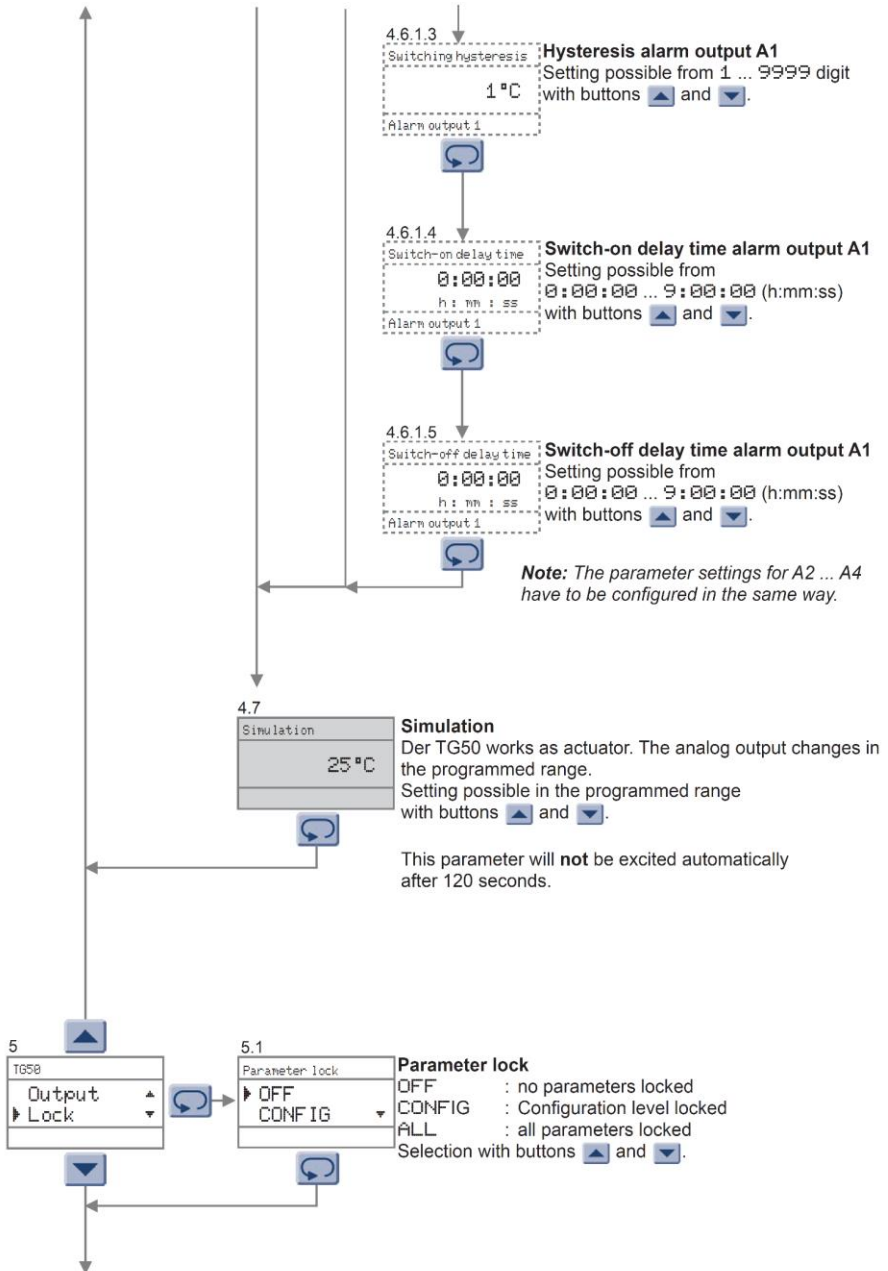 4.6.1.3
Switching hysteresis
1°C
Alarm output 1
Hysteresis alarm output A1
Setting possible from 1 ... 9999 digit
with buttons and .
4.6.1.4
Switch-on delay time
0:00:00
h: mm : ss
Alarm output 1
Switch-on delay time alarm output A1
Setting possible from
0:00:00 ... 9:00:00 (h:mm:ss)
with buttons and .
4.6.1.5
Switch-off delay time
0:00:00
h: mm : ss
Alarm output 1
Switch-off delay time alarm output A1
Setting possible from
0:00:00 ... 9:00:00 (h:mm:ss)
with buttons and .
Note: The parameter settings for A2 ... A4
have to be configured in the same way.
4.7
Simulation
25°C
Simulation
Der TG50 works as actuator. The analog output changes in
the programmed range.
Setting possible in the programmed range
with buttons and .
This parameter will not be excited automatically
after 120 seconds.
5
TG50
Output
Lock
5.1
Parameter lock
OFF
CONFIG
Parameter lock
OFF : no parameters locked
CONFIG : Configuration level locked
ALL : all parameters locked
Selection with buttons and .